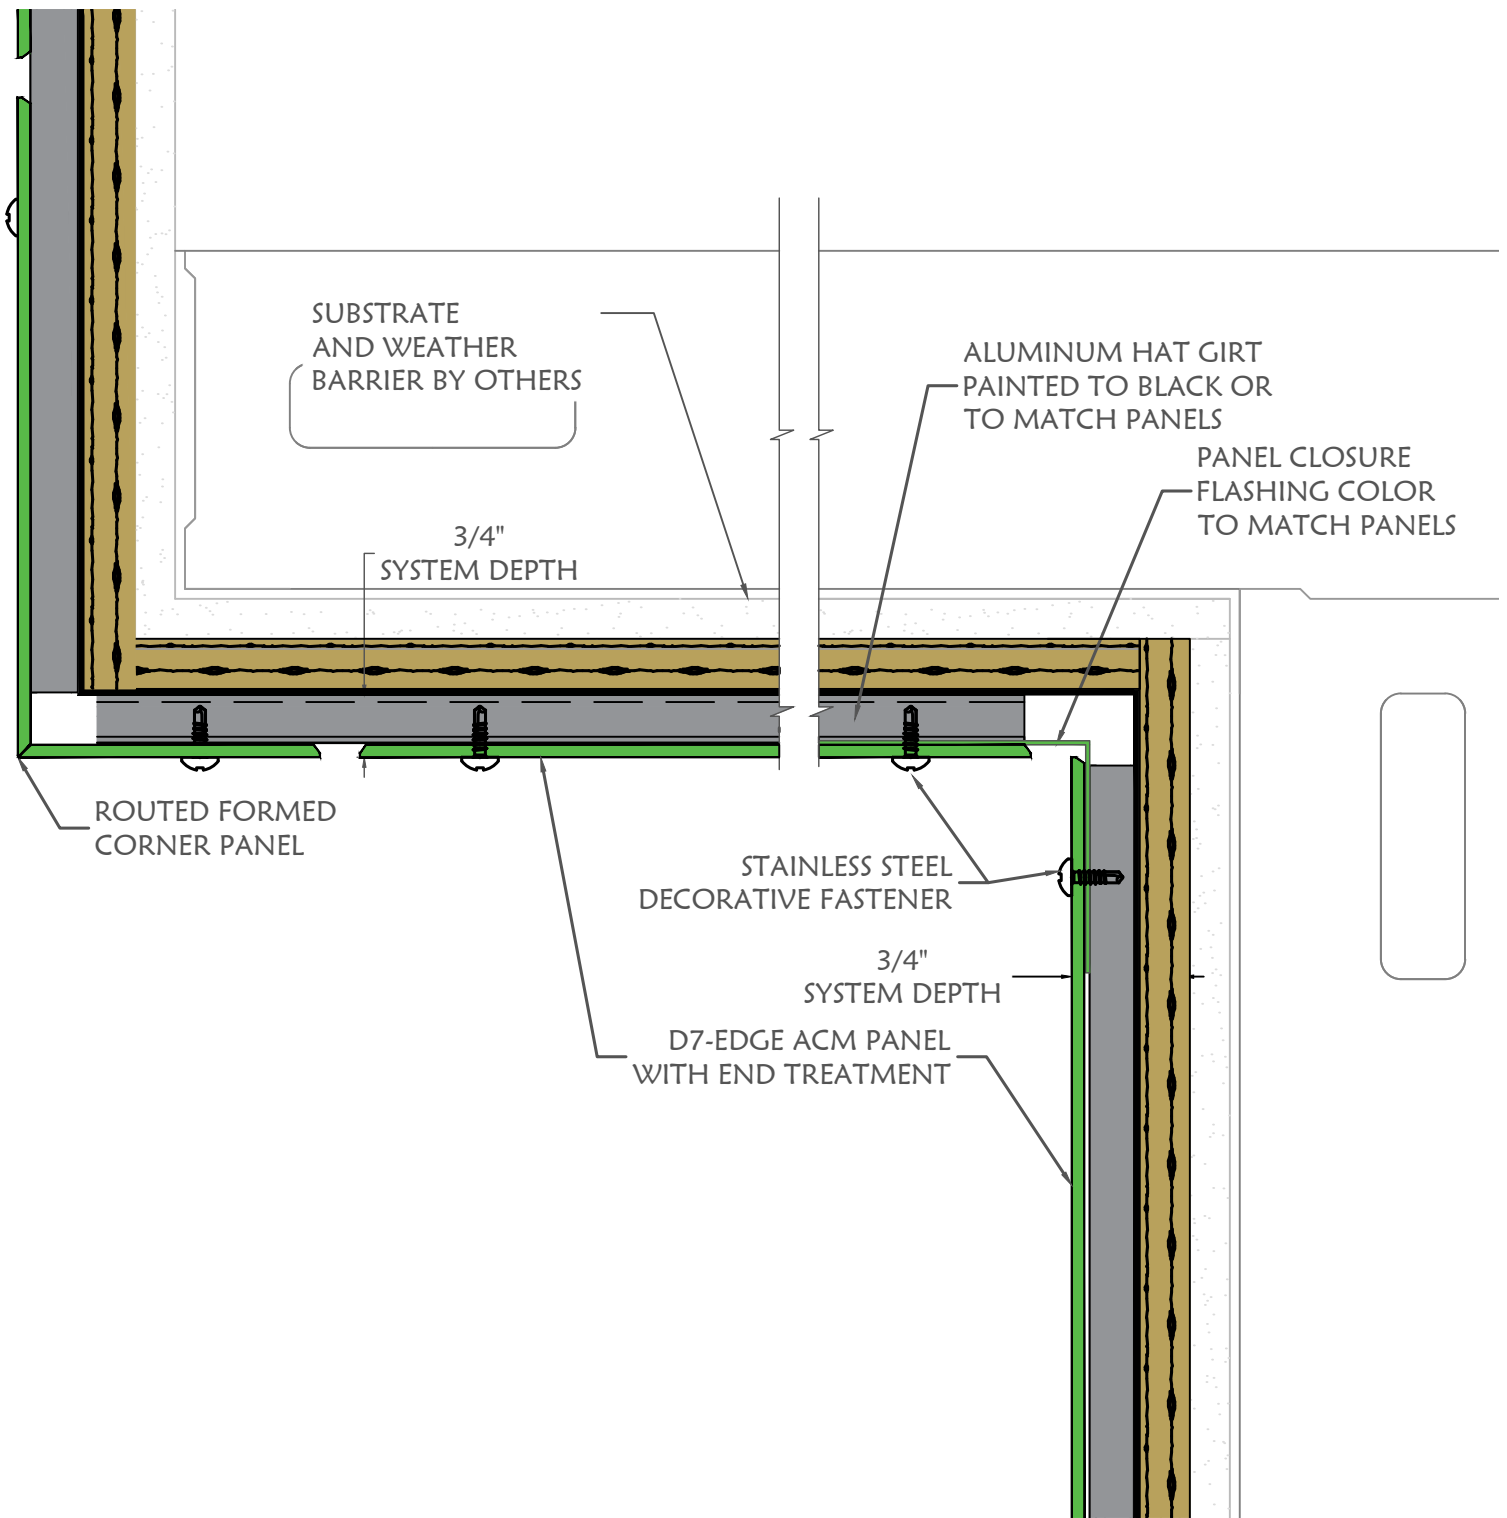 SUBSTRATE
AND WEATHER
BARRIER BY OTHERS
ALUMINUM HAT GIRT
PAINTED TO BLACK OR
TO MATCH PANELS
PANEL CLOSURE
FLASHING COLOR
TO MATCH PANELS
3/4"
SYSTEM DEPTH
ROUTED FORMED
CORNER PANEL
STAINLESS STEEL
DECORATIVE FASTENER
3/4"
SYSTEM DEPTH
D7-EDGE ACM PANEL
WITH END TREATMENT